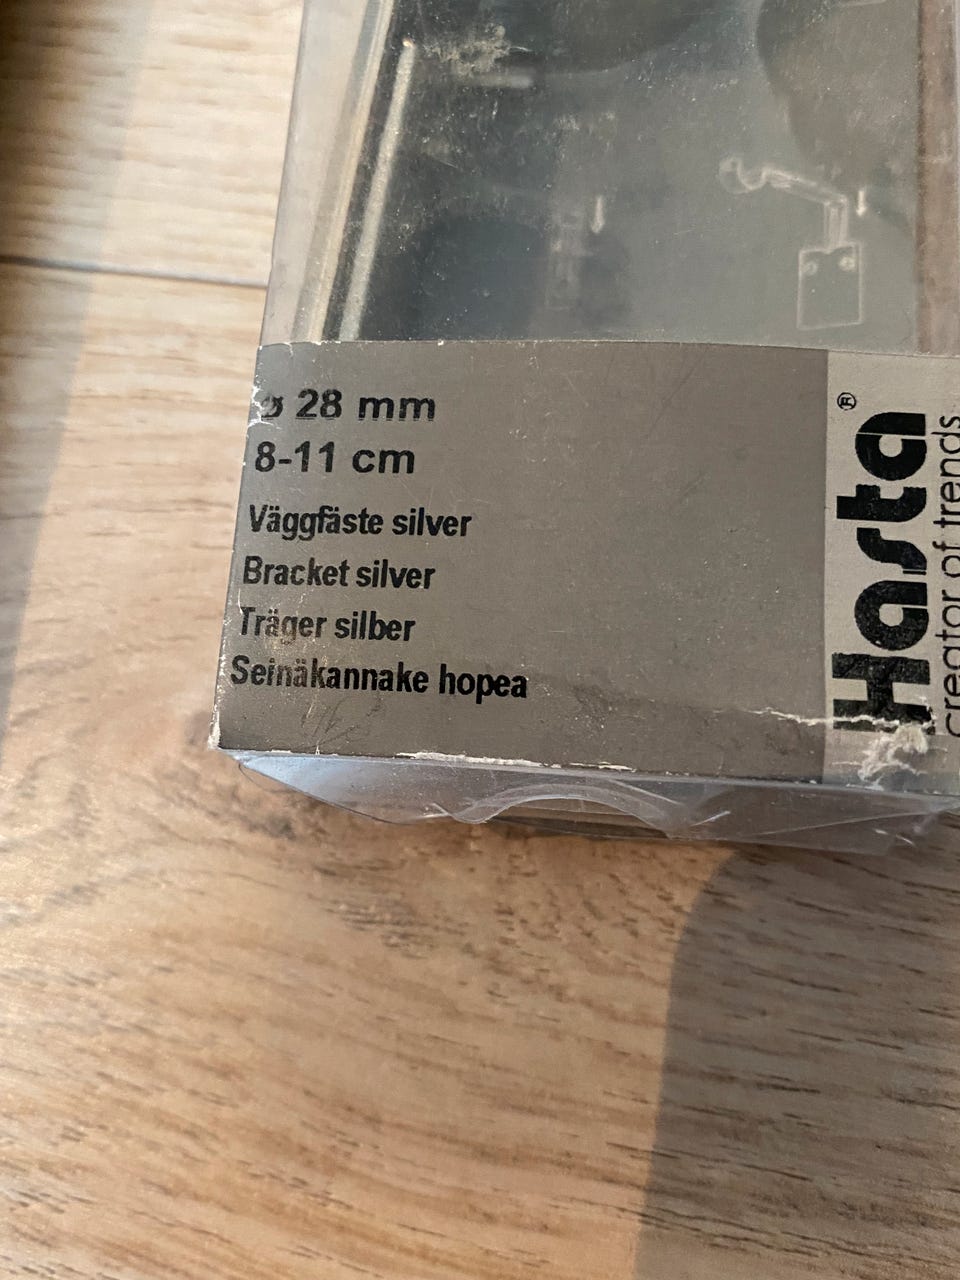 ø 28 mm
8-11 cm
Väggfäste silver
Bracket silver
Träger silber
Seinäkannake hopea
Hasta®
creator of trends